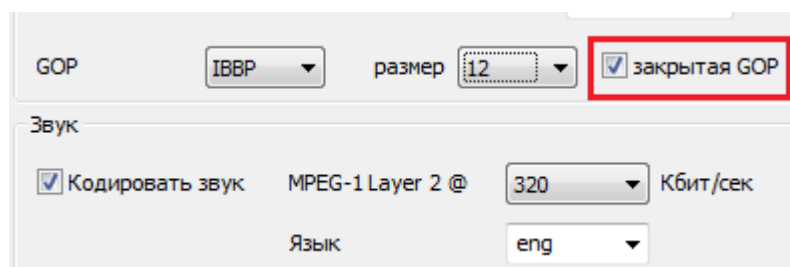 GOP IBBP размер 12 закрытая GOP
Звук
Кодировать звук MPEG-1 Layer 2 @ 320 Кбит/сек
Язык eng